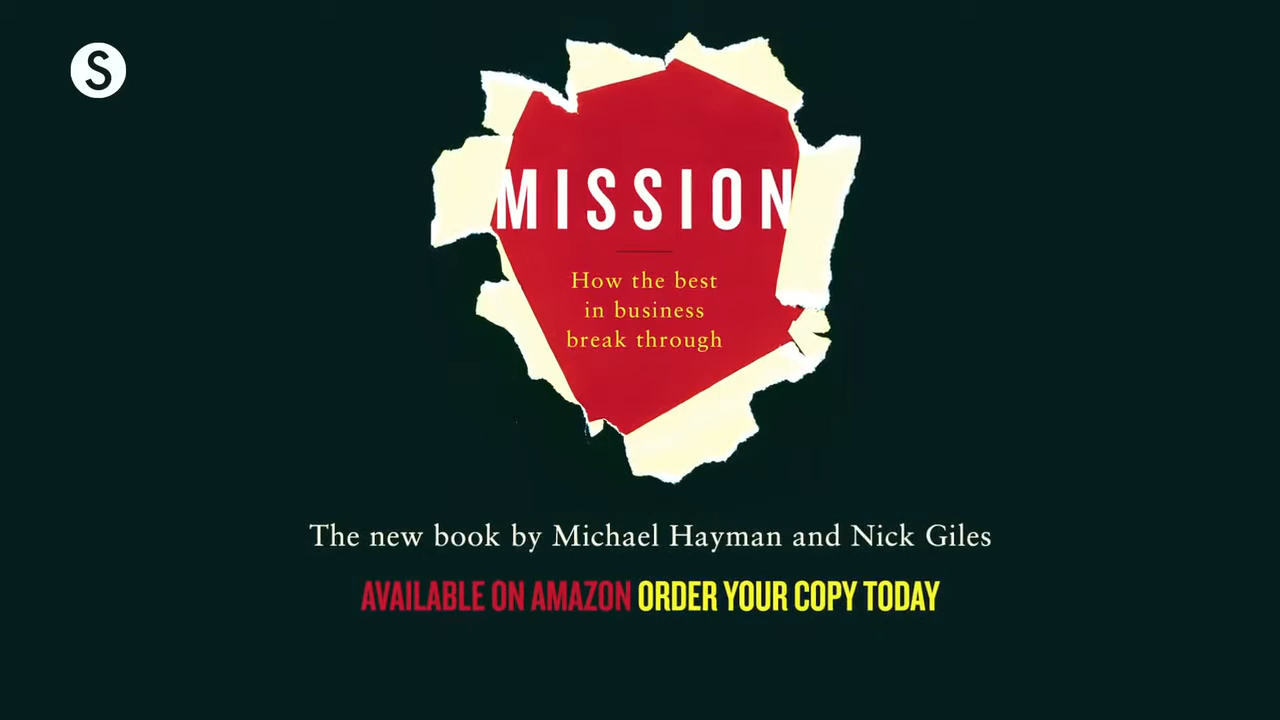 S
MISSION
How the best
in business
break through
The new book by Michael Hayman and Nick Giles
AVAILABLE ON AMAZON ORDER YOUR COPY TODAY